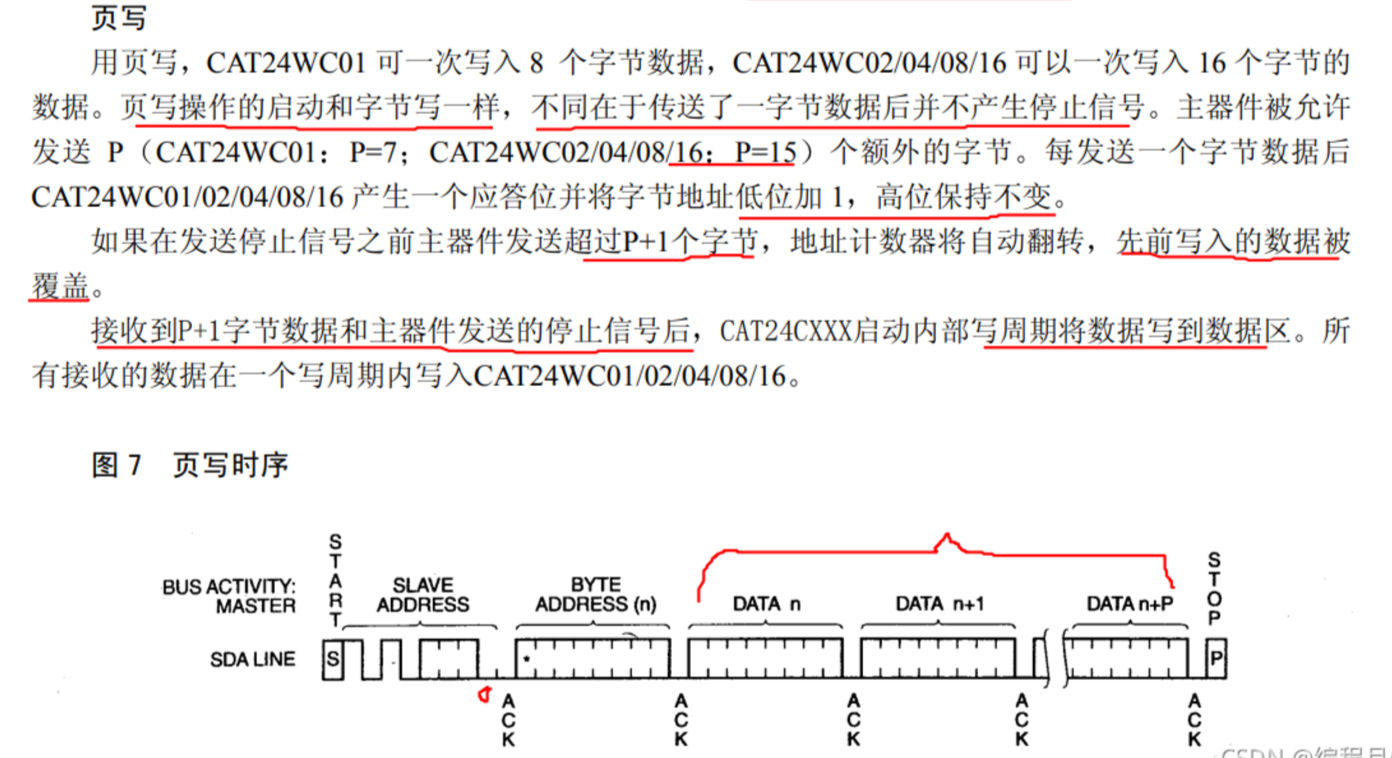 页写
用页写，CAT24WC01 可一次写入 8 个字节数据，CAT24WC02/04/08/16 可以一次写入 16 个字节的
数据。页写操作的启动和字节写一样，不同在于传送了一字节数据后并不产生停止信号。主器件被允许
发送 P（CAT24WC01：P=7；CAT24WC02/04/08/16：P=15）个额外的字节。每发送一个字节数据后
CAT24WC01/02/04/08/16 产生一个应答位并将字节地址低位加 1，高位保持不变。
如果在发送停止信号之前主器件发送超过P+1个字节，地址计数器将自动翻转，先前写入的数据被
覆盖。
接收到P+1字节数据和主器件发送的停止信号后，CAT24CXXX启动内部写周期将数据写到数据区。所
有接收的数据在一个写周期内写入CAT24WC01/02/04/08/16。
图 7 页写时序
BUS ACTIVITY:
MASTER
START
SLAVE
ADDRESS
BYTE
ADDRESS (n)
DATA n
DATA n+1
DATA n+P
STOP
SDA LINE
S
*
P
ACK
ACK
ACK
ACK
ACK
CSDN @编程